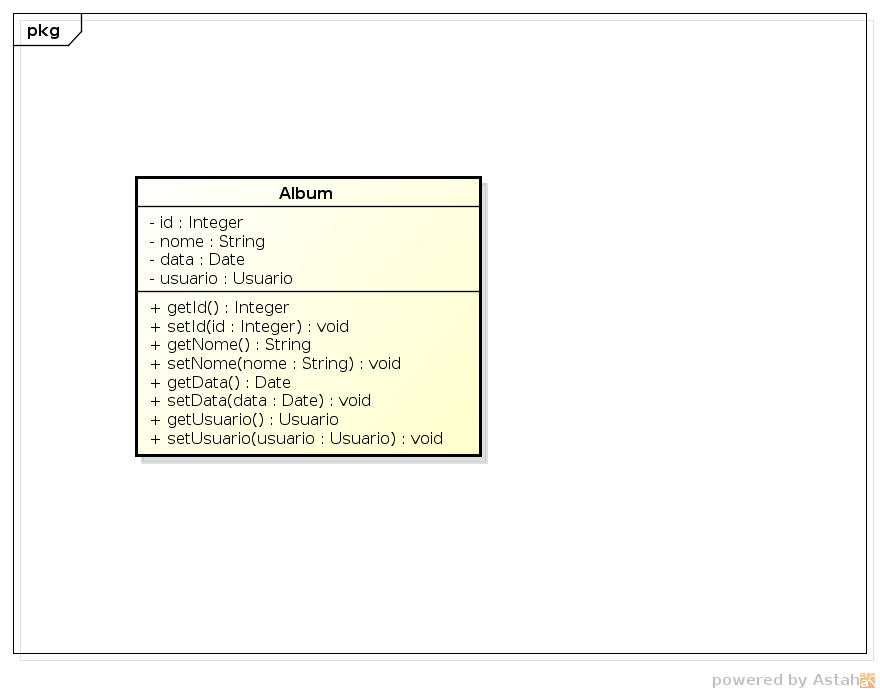 pkg
Album
- id : Integer
- nome : String
- data : Date
- usuario : Usuario
+ getId() : Integer
+ setId(id : Integer) : void
+ getNome() : String
+ setNome(nome : String) : void
+ getData() : Date
+ setData(data : Date) : void
+ getUsuario() : Usuario
+ setUsuario(usuario : Usuario) : void
powered by Astah